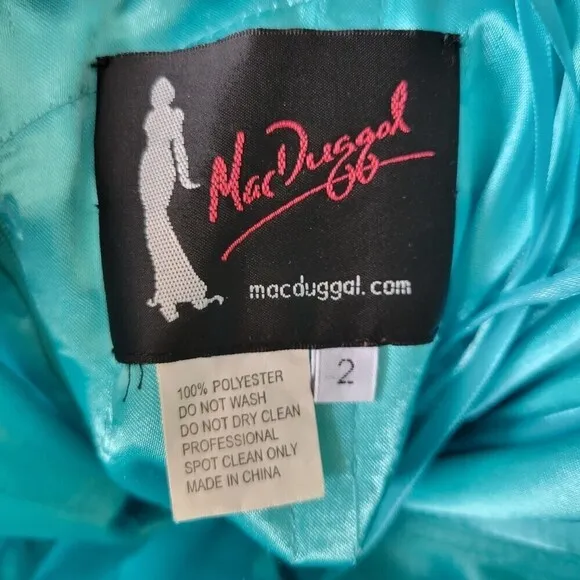 MacDuggal
macduggal.com
2
100% POLYESTER
DO NOT WASH
DO NOT DRY CLEAN
PROFESSIONAL
SPOT CLEAN ONLY
MADE IN CHINA